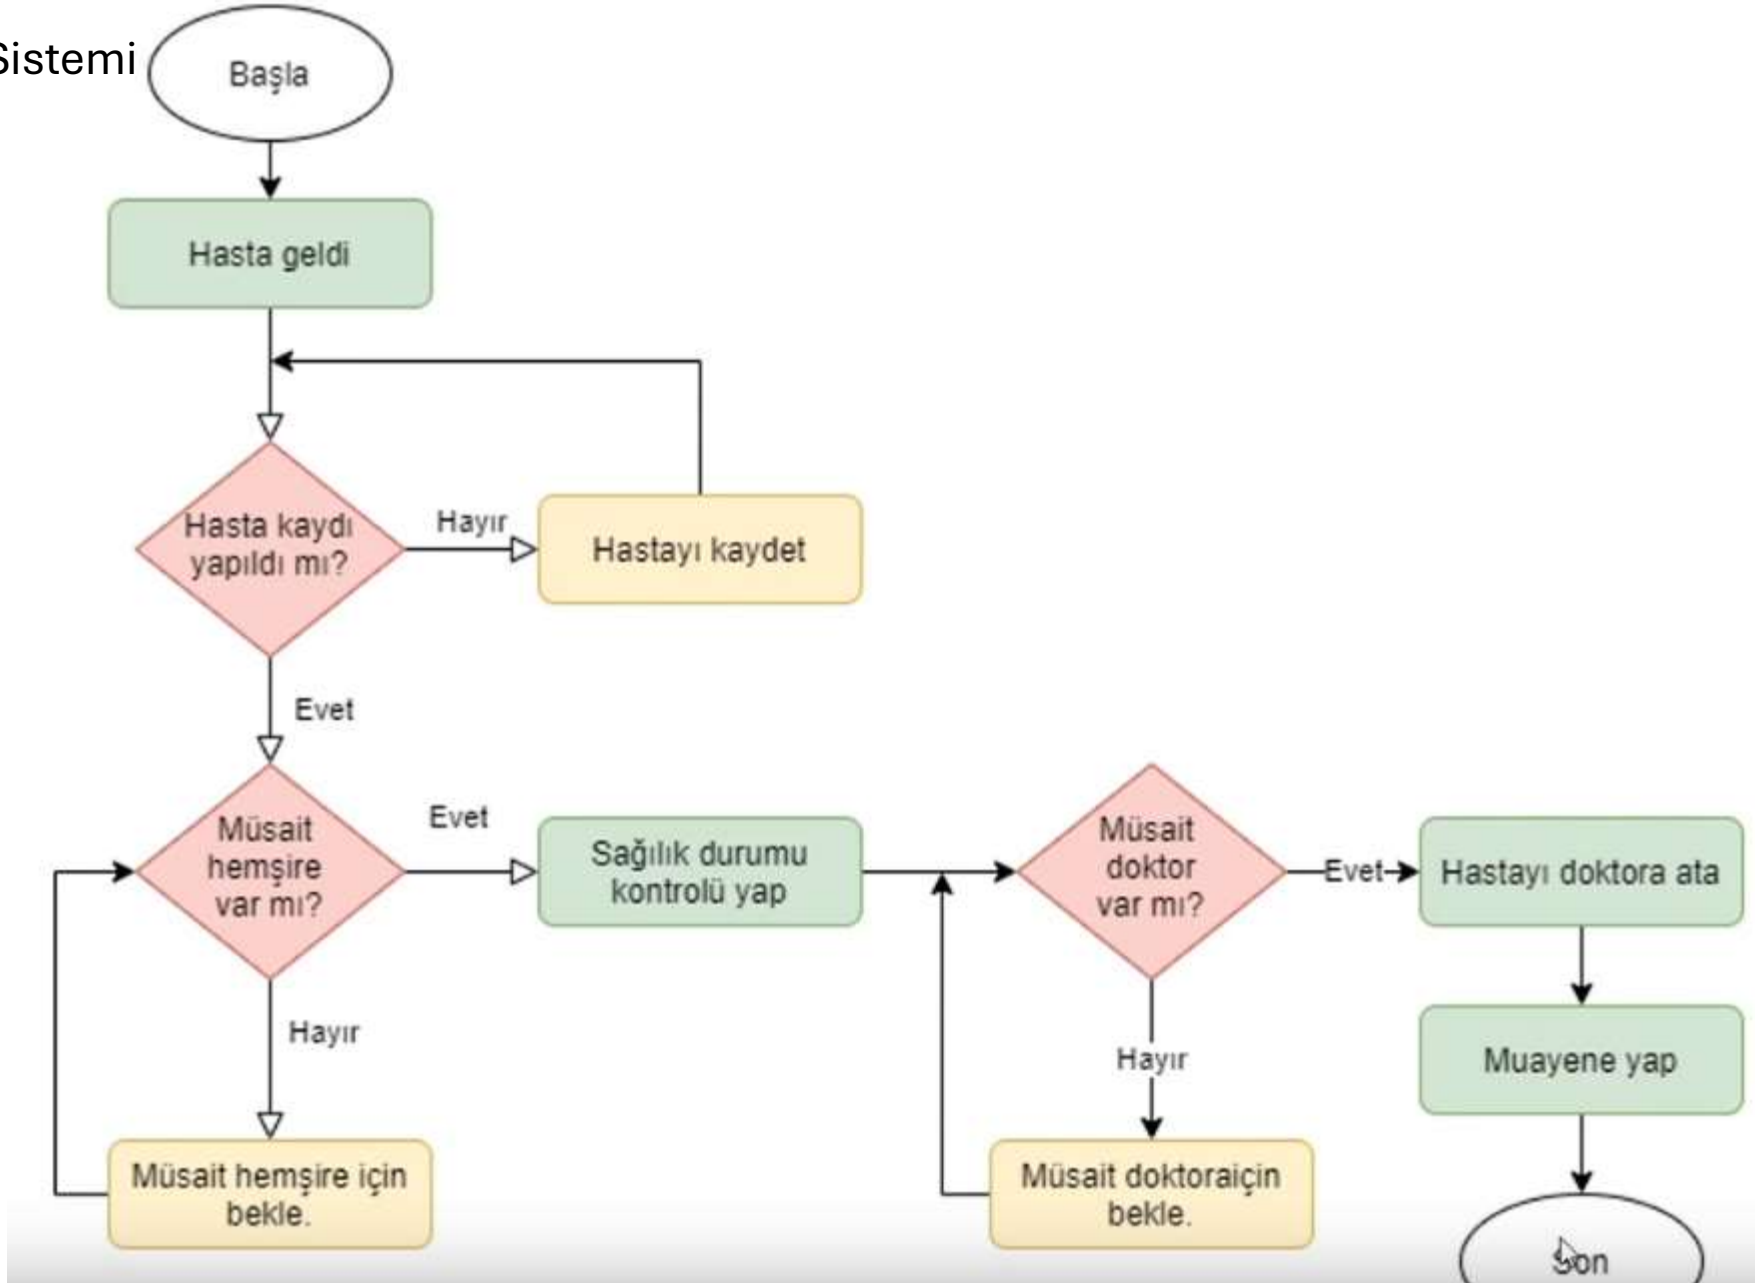 Sistemi
Başla
Hasta geldi
Hasta kaydı
yapıldı mı?
Hayır
Hastayı kaydet
Evet
Müsait
hemşire
var mı?
Evet
Sağılık durumu
kontrolü yap
Müsait
doktor
var mı?
Evet
Hastayı doktora ata
Hayır
Hayır
Muayene yap
Müsait hemşire için
bekle.
Müsait doktoraiçin
bekle.
Son